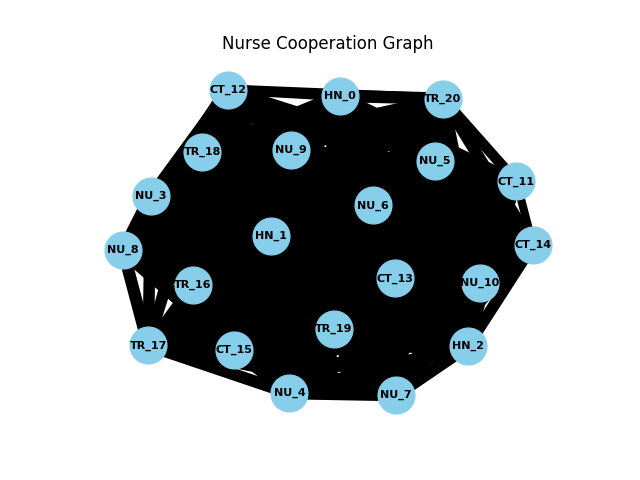 Nurse Cooperation Graph
CT_12
HN_0
TR_20
TR_18
NU_9
NU_5
CT_11
NU_3
NU_6
HN_1
CT_14
NU_8
CT_13
NU_10
TR_16
TR_19
TR_17
CT_15
HN_2
NU_4
NU_7